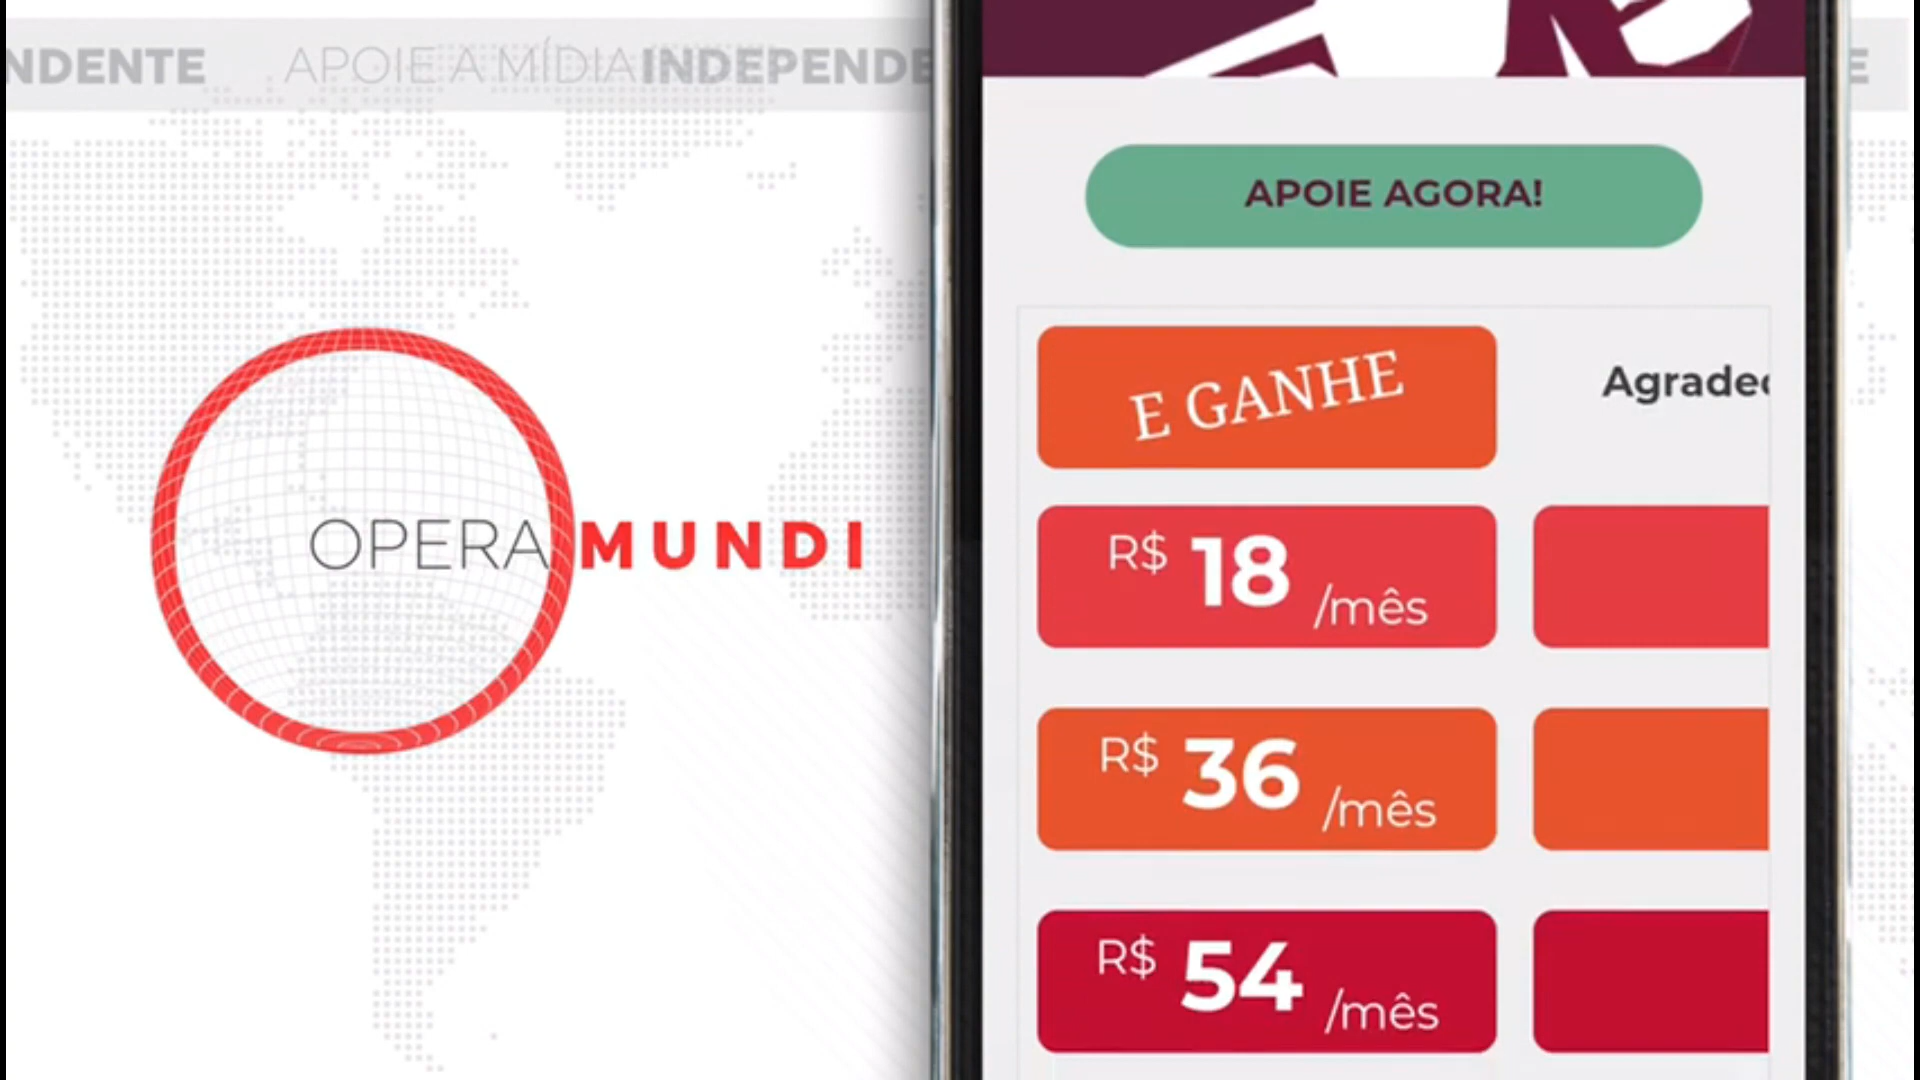 NDENTE APOIE A MÍDIA INDEPENDE E
OPERA MUNDI
APOIE AGORA!
E GANHE Agradec
R$ 18 /mês
R$ 36 /mês
R$ 54 /mês